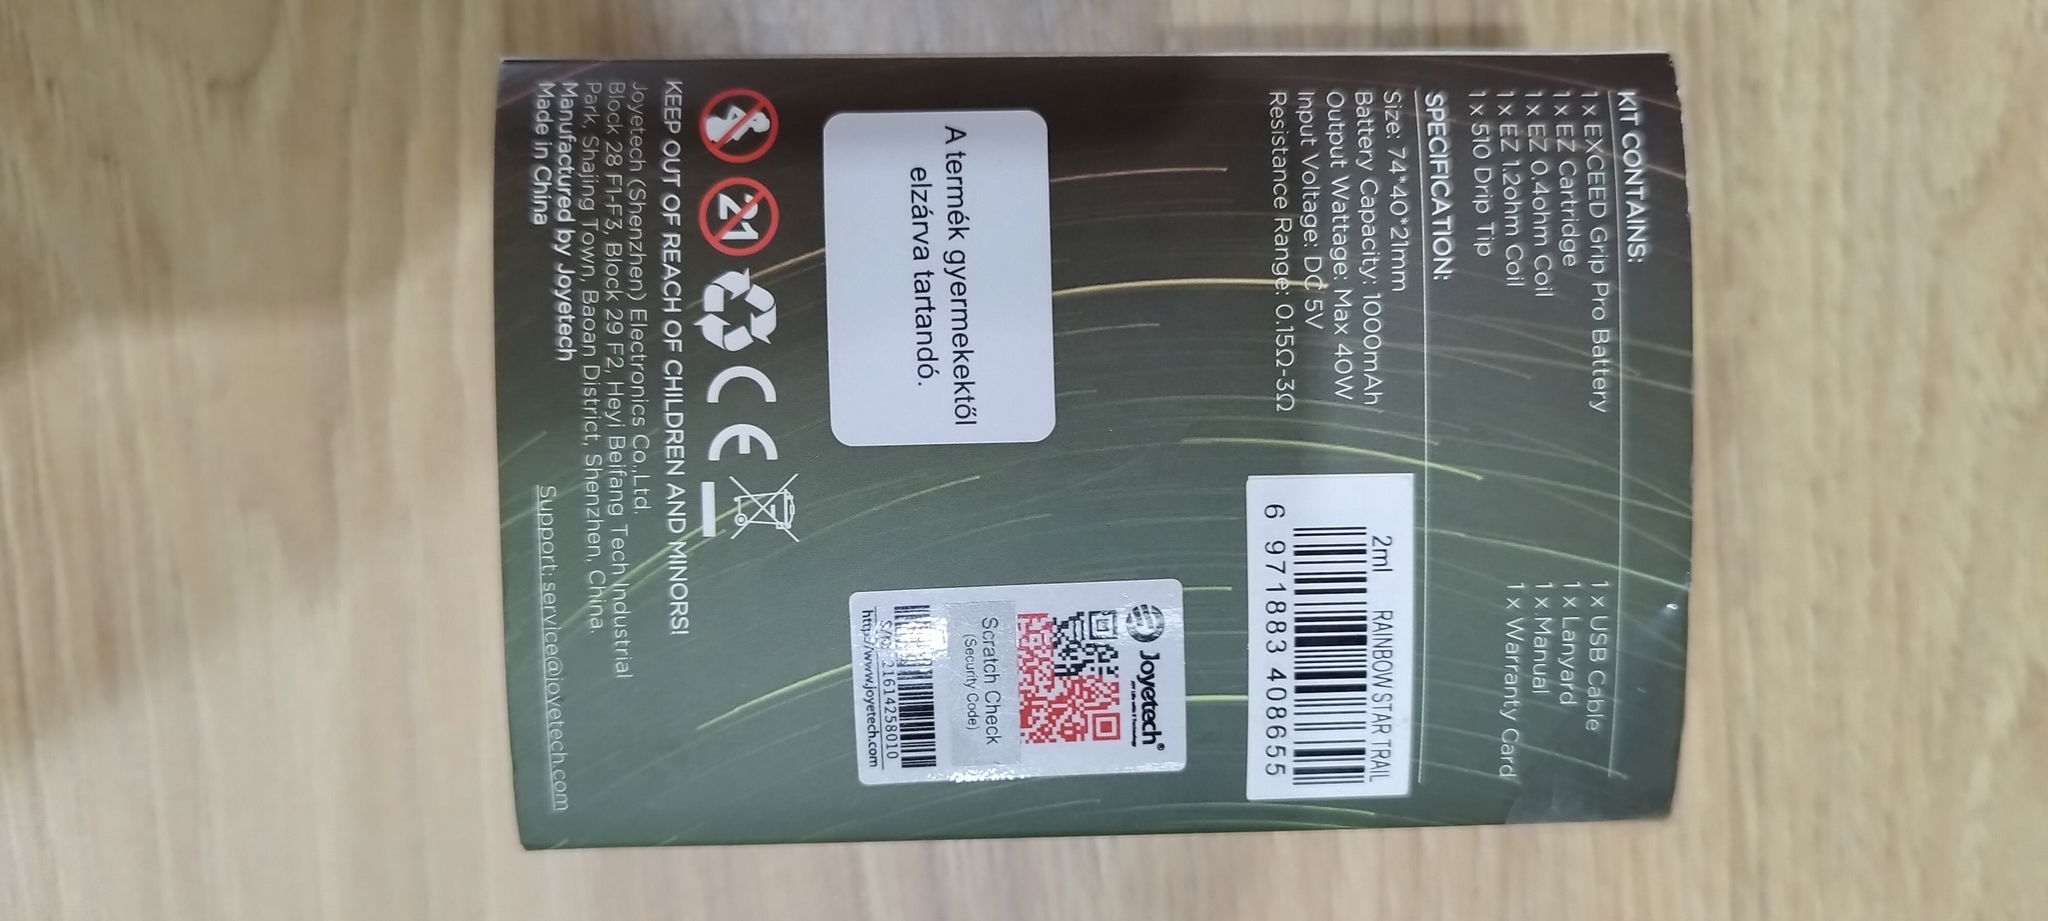 KIT CONTAINS:
1 x EXCEED Grip Pro Battery
1 x EZ Cartridge
1 x EZ 0.4ohm Coil
1 x EZ 1.2ohm Coil
1 x 510 Drip Tip
1 x USB Cable
1 x Lanyard
1 x Manual
1 x Warranty Card
SPECIFICATION:
Size: 74*40*21mm
Battery Capacity: 1000mAh
Output Wattage: Max 40W
Input Voltage: DC 5V
Resistance Range: 0.15Ω-3Ω
2ml RAINBOW STAR TRAIL
6 971883 408655
A termék gyermekektől
elzárva tartandó.
Joyetech®
Scratch Check
(Security Code)
21614258010
http://www.joyetech.com
21
CE
KEEP OUT OF REACH OF CHILDREN AND MINORS!
Joyetech (Shenzhen) Electronics Co.,Ltd.
Block 28 F1-F3, Block 29 F2, Heyi Beifang Tech Industrial
Park, Shajing Town, Baoan District, Shenzhen, China.
Manufactured by Joyetech
Made in China
Support: service@joyetech.com